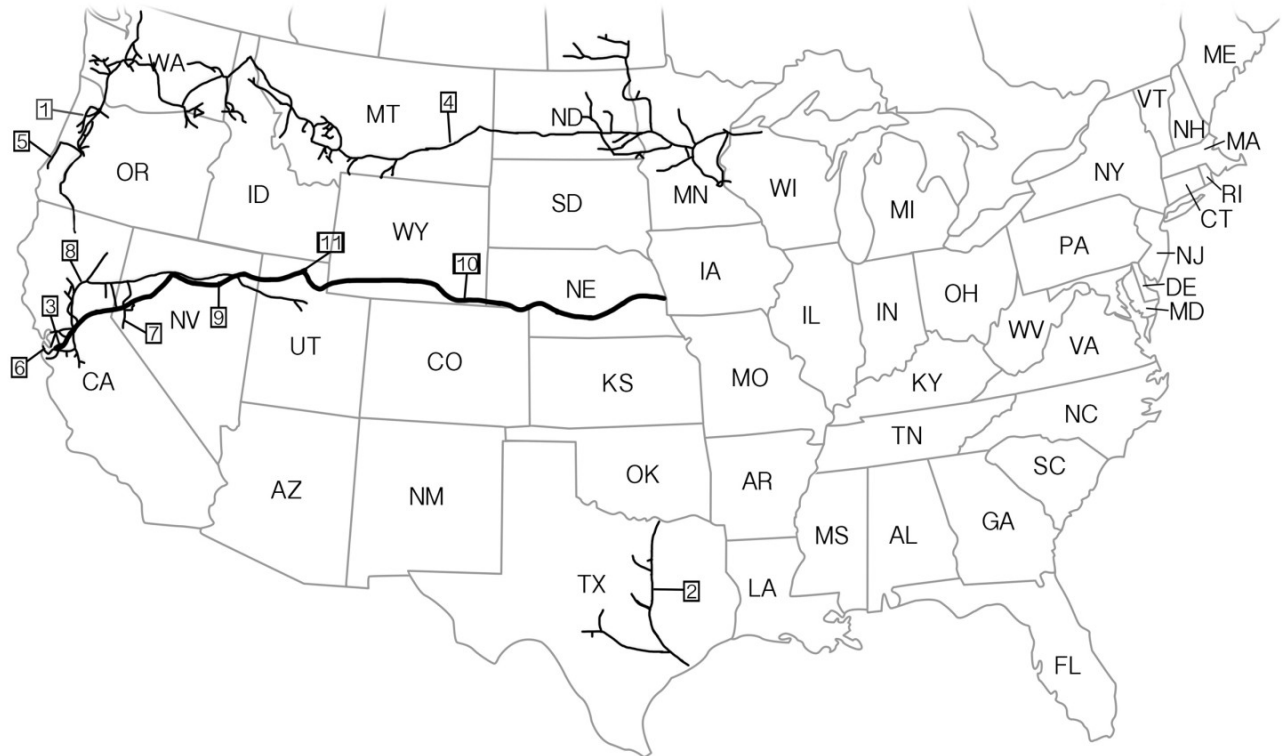 ME
WA
VT
MT
4
1
ND
NH
MA
5
NY
OR
WI
RI
ID
MN
MI
CT
SD
WY
PA
8
11
NJ
10
IA
NE
OH
DE
IL
IN
MD
3
9
NV
7
WV
UT
VA
6
CO
MO
CA
KS
KY
NC
TN
SC
OK
AR
AZ
NM
GA
MS
AL
TX
LA
2
FL